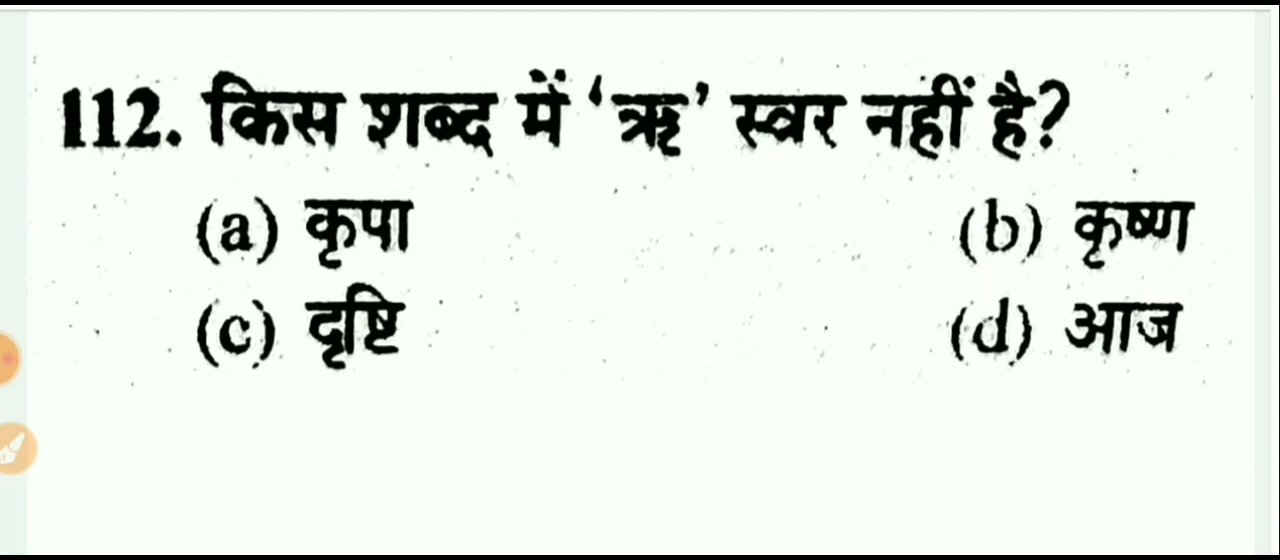 112. किस शब्द में ‘ऋ’ स्वर नहीं है?
(a) कृपा (b) कृष्ण
(c) दृष्टि (d) आज